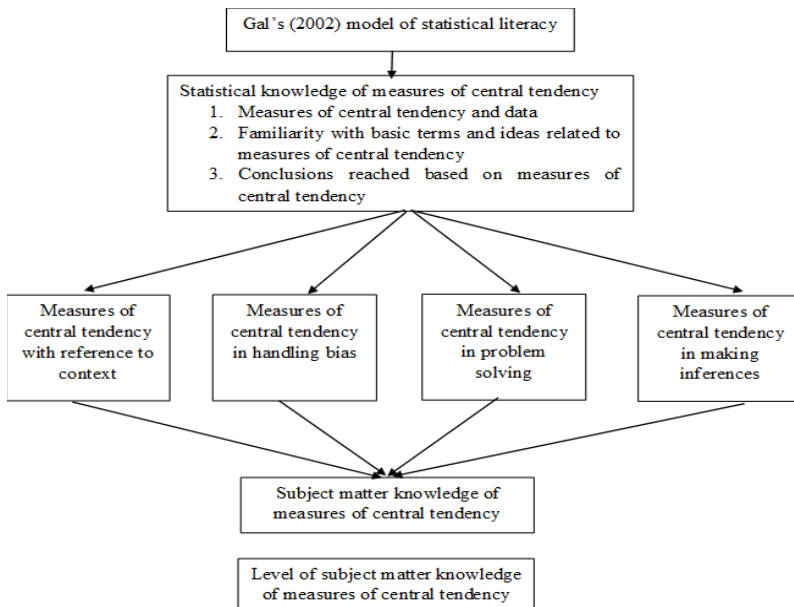 Gal's (2002) model of statistical literacy
Statistical knowledge of measures of central tendency
1. Measures of central tendency and data
2. Familiarity with basic terms and ideas related to
measures of central tendency
3. Conclusions reached based on measures of
central tendency
Measures of
central tendency
with reference to
context
Measures of
central tendency
in handling bias
Measures of
central tendency
in problem
solving
Measures of
central tendency
in making
inferences
Subject matter knowledge of
measures of central tendency
Level of subject matter knowledge
of measures of central tendency